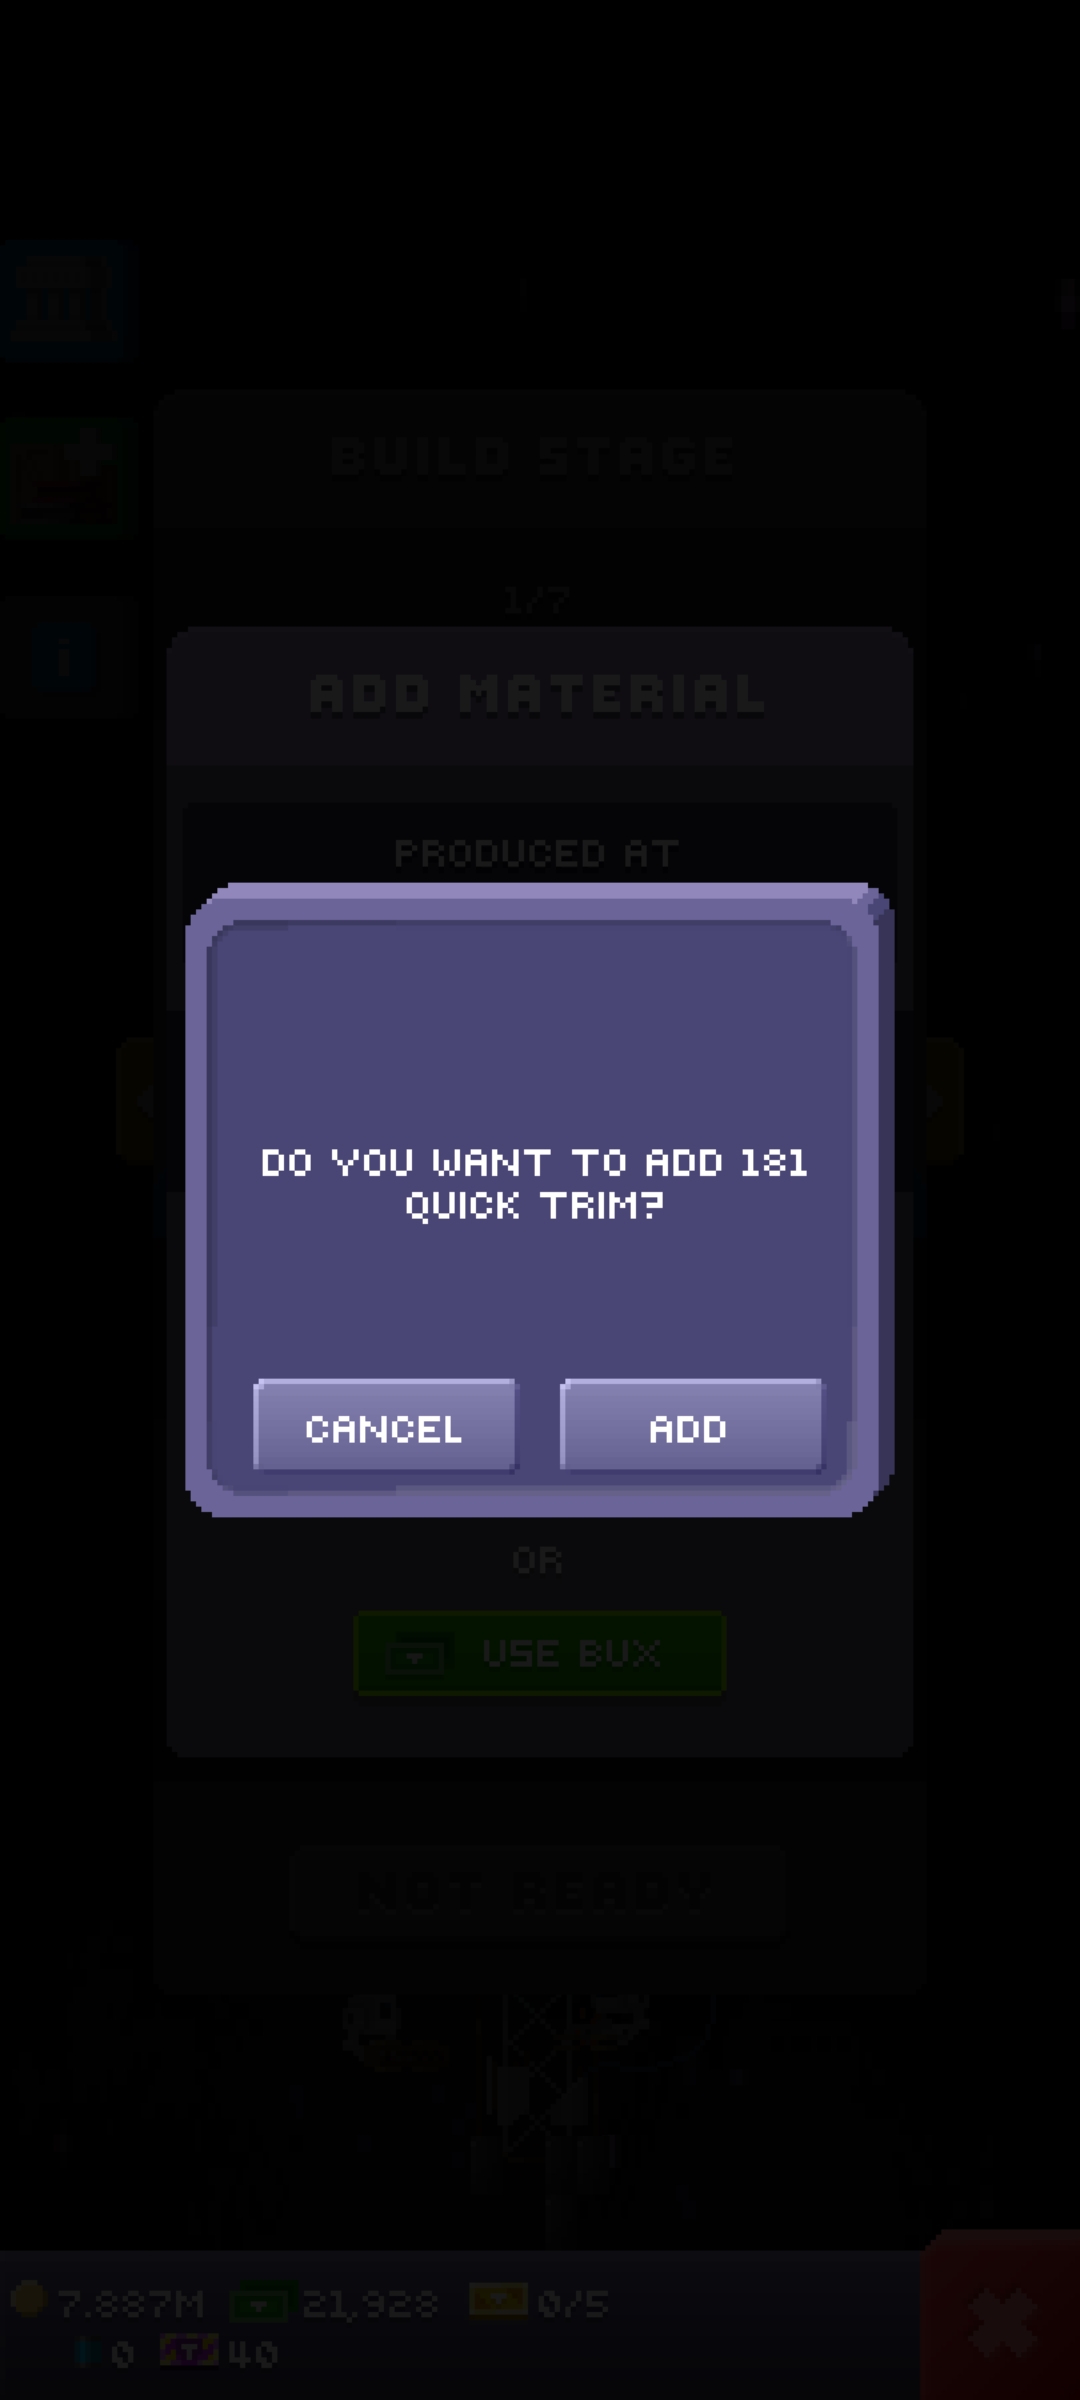 BUILD STAGE
1/7
ADD MATERIAL
PRODUCED AT
DO YOU WANT TO ADD 181
QUICK TRIM?
CANCEL
ADD
OR
USE BUX
NOT READY
7.887M
21,928
0/5
0
40